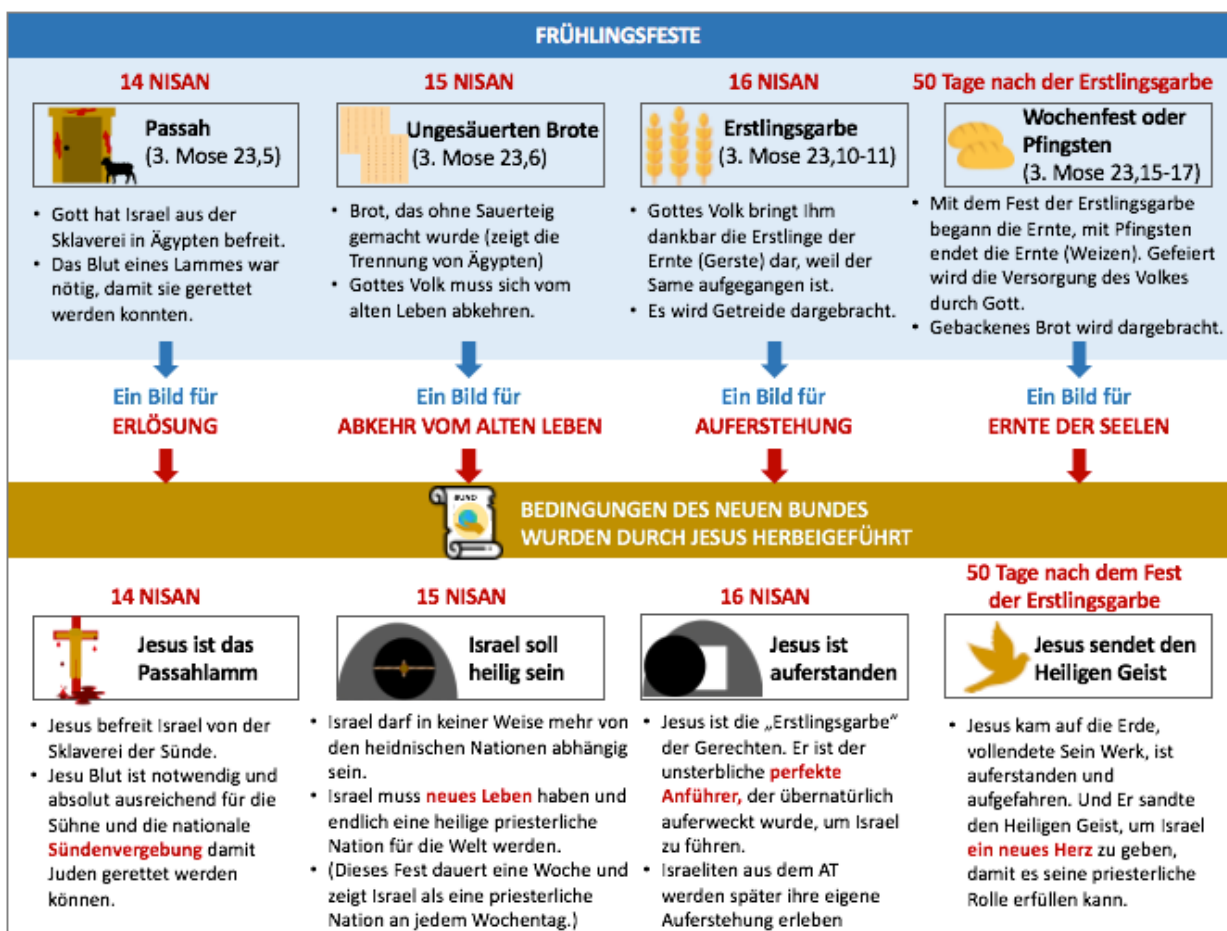 FRÜHLINGSFESTE
14 NISAN
Passah
(3. Mose 23,5)
• Gott hat Israel aus der
Sklaverei in Ägypten befreit.
• Das Blut eines Lammes war
nötig, damit sie gerettet
werden konnten.
Ein Bild für
ERLÖSUNG
15 NISAN
Ungesäuerten Brote
(3. Mose 23,6)
• Brot, das ohne Sauerteig
gemacht wurde (zeigt die
Trennung von Ägypten)
• Gottes Volk muss sich vom
alten Leben abkehren.
Ein Bild für
ABKEHR VOM ALTEN LEBEN
16 NISAN
Erstlingsgarbe
(3. Mose 23,10-11)
• Gottes Volk bringt Ihm
dankbar die Erstlinge der
Ernte (Gerste) dar, weil der
Same aufgegangen ist.
• Es wird Getreide dargebracht.
Ein Bild für
AUFERSTEHUNG
50 Tage nach der Erstlingsgarbe
Wochenfest oder
Pfingsten
(3. Mose 23,15-17)
• Mit dem Fest der Erstlingsgarbe
begann die Ernte, mit Pfingsten
endet die Ernte (Weizen). Gefeiert
wird die Versorgung des Volkes
durch Gott.
• Gebackenes Brot wird dargebracht.
Ein Bild für
ERNTE DER SEELEN
BUND
BEDINGUNGEN DES NEUEN BUNDES
WURDEN DURCH JESUS HERBEIGEFÜHRT
14 NISAN
Jesus ist das
Passahlamm
• Jesus befreit Israel von der
Sklaverei der Sünde.
• Jesu Blut ist notwendig und
absolut ausreichend für die
Sühne und die nationale
Sündenvergebung damit
Juden gerettet werden
können.
15 NISAN
Israel soll
heilig sein
• Israel darf in keiner Weise mehr von
den heidnischen Nationen abhängig
sein.
• Israel muss neues Leben haben und
endlich eine heilige priesterliche
Nation für die Welt werden.
• (Dieses Fest dauert eine Woche und
zeigt Israel als eine priesterliche
Nation an jedem Wochentag.)
16 NISAN
Jesus ist
auferstanden
• Jesus ist die „Erstlingsgarbe“
der Gerechten. Er ist der
unsterbliche perfekte
Anführer, der übernatürlich
auferweckt wurde, um Israel
zu führen.
• Israeliten aus dem AT
werden später ihre eigene
Auferstehung erleben
50 Tage nach dem Fest
der Erstlingsgarbe
Jesus sendet den
Heiligen Geist
• Jesus kam auf die Erde,
vollendete Sein Werk, ist
auferstanden und
aufgefahren. Und Er sandte
den Heiligen Geist, um Israel
ein neues Herz zu geben,
damit es seine priesterliche
Rolle erfüllen kann.